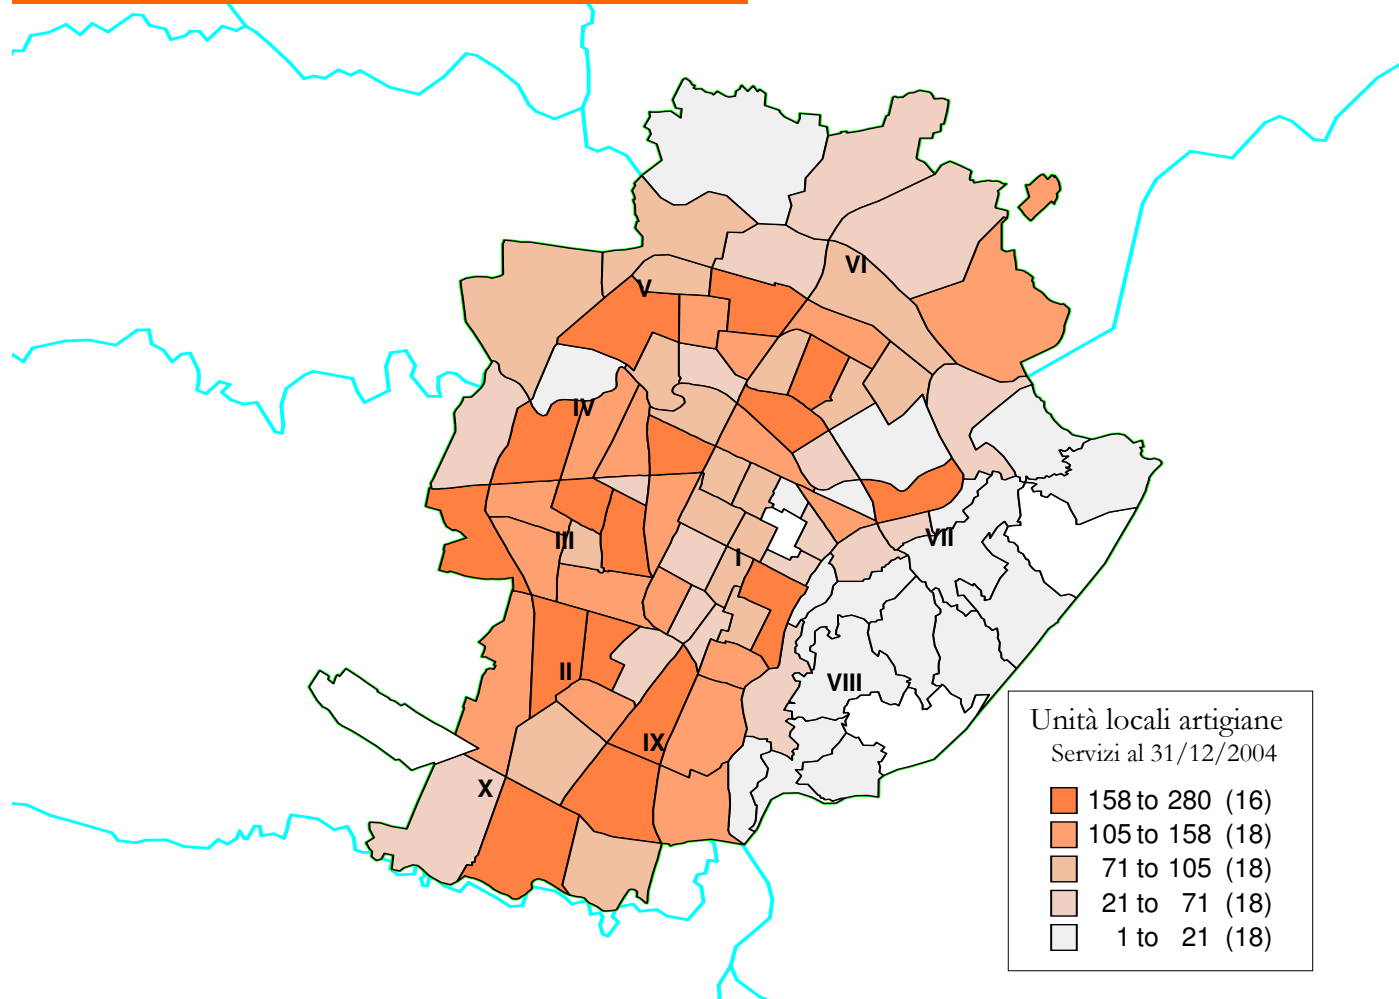 VI
V
IV
III
VII
I
II
VIII
IX
X
Unità locali artigiane
Servizi al 31/12/2004
158 to 280 (16)
105 to 158 (18)
71 to 105 (18)
21 to 71 (18)
1 to 21 (18)